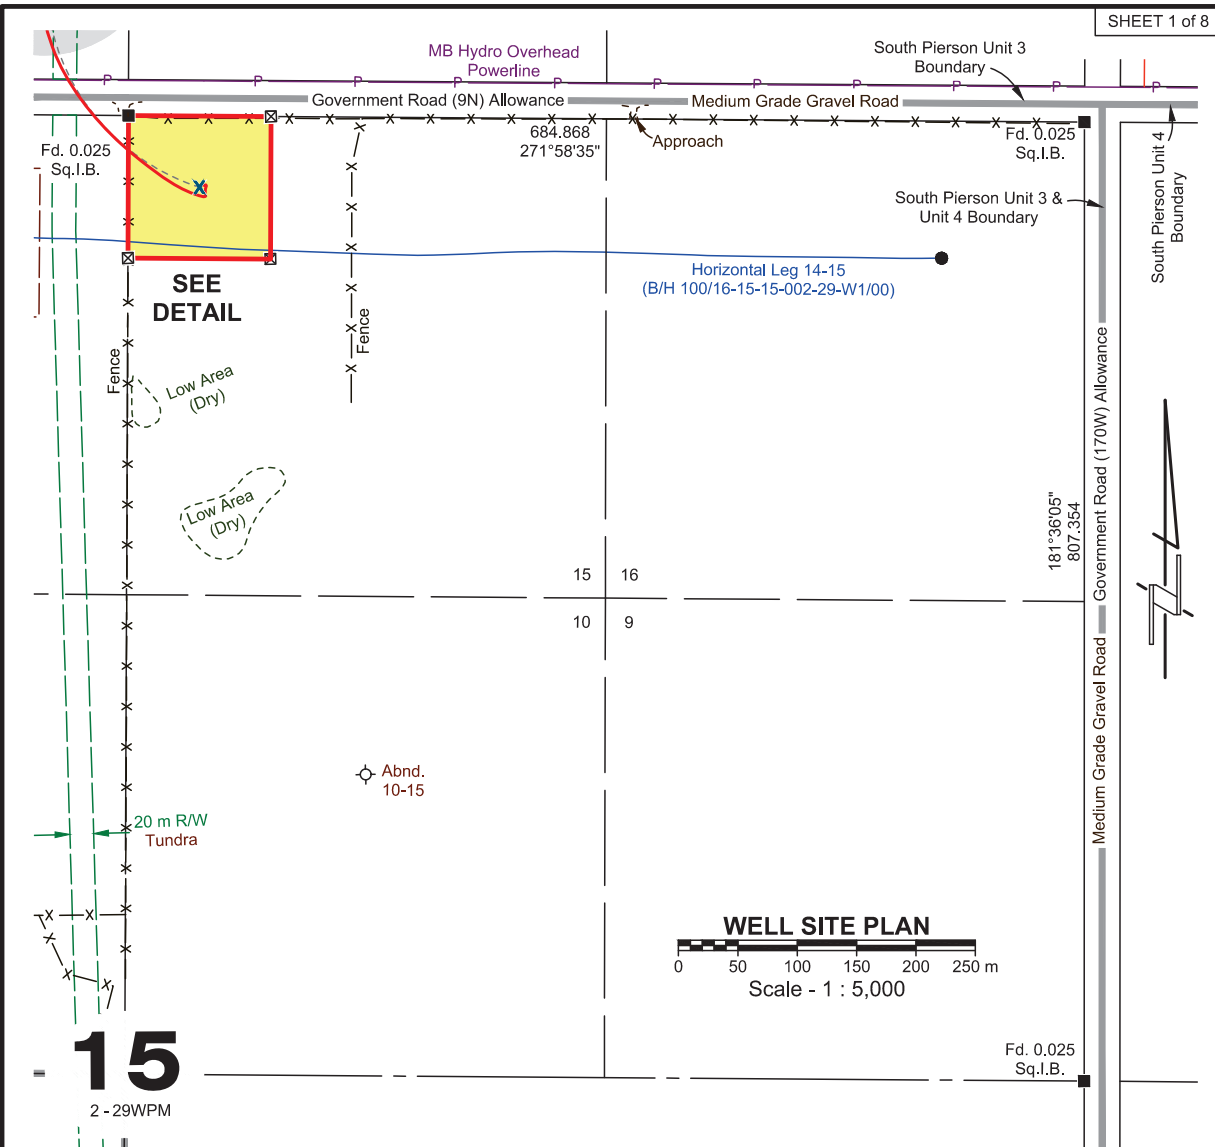 SHEET 1 of 8
MB Hydro Overhead
Powerline
South Pierson Unit 3
Boundary
P P P P P P P P P P P
Government Road (9N) Allowance
Medium Grade Gravel Road
684.868
271°58'35"
Approach
Fd. 0.025
Sq.I.B.
Fd. 0.025
Sq.I.B.
South Pierson Unit 4
Boundary
X
South Pierson Unit 3 &
Unit 4 Boundary
Horizontal Leg 14-15
(B/H 100/16-15-15-002-29-W1/00)
SEE
DETAIL
Fence
Fence
Low Area
(Dry)
Low Area
(Dry)
Government Road (170W) Allowance
181°36'05"
807.354
15 16
10 9
Medium Grade Gravel Road
Abnd.
10-15
20 m R/W
Tundra
WELL SITE PLAN
0 50 100 150 200 250 m
Scale - 1 : 5,000
Fd. 0.025
Sq.I.B.
15
2 - 29WPM